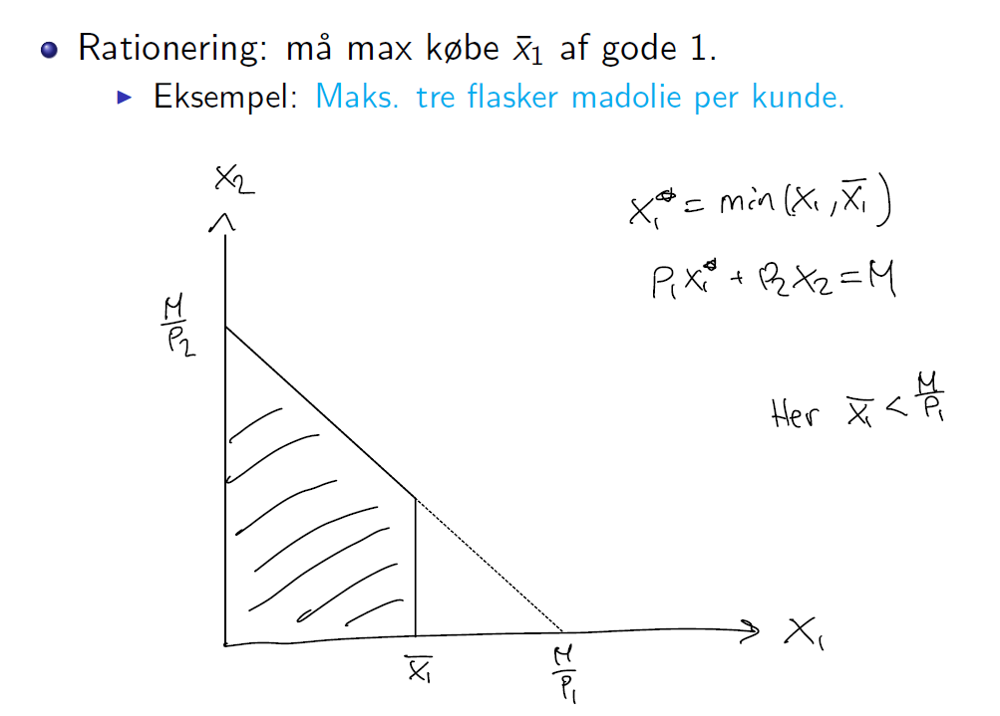 Rationering: må max købe x̄₁ af gode 1.
Eksempel: Maks. tre flasker madolie per kunde.
X₂
X₁* = min(X₁, X̄₁)
P₁X₁* + P₂X₂ = M
M/P₂
Her X̄₁ < M/P₁
X₁
X̄₁
M/P₁